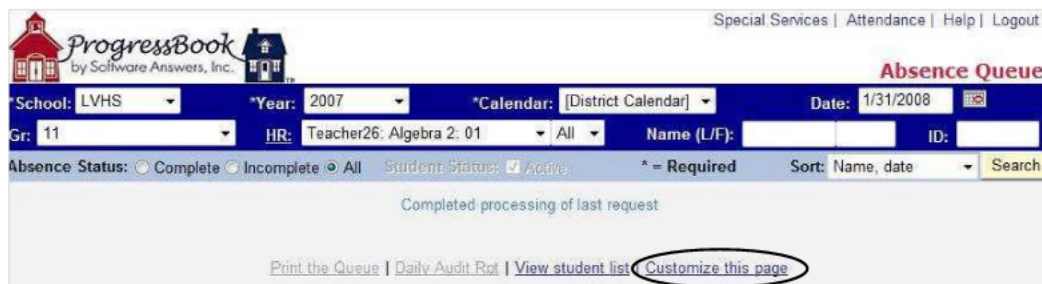 Special Services | Attendance | Help | Logout
ProgressBook
by Software Answers, Inc.
TM
Absence Queue
*School: LVHS *Year: 2007 *Calendar: [District Calendar] Date: 1/31/2008
Gr: 11 HR: Teacher26: Algebra 2: 01 All Name (L/F): ID:
Absence Status: Complete Incomplete All Student Status: Active * = Required Sort: Name, date Search
Completed processing of last request
Print the Queue | Daily Audit Rpt | View student list | Customize this page